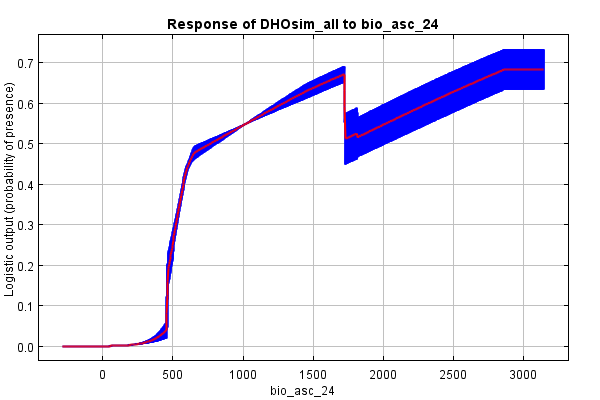 Response of DHOsim_all to bio_asc_24
Logistic output (probability of presence)
0.7
0.6
0.5
0.4
0.3
0.2
0.1
0.0
0 500 1000 1500 2000 2500 3000
bio_asc_24